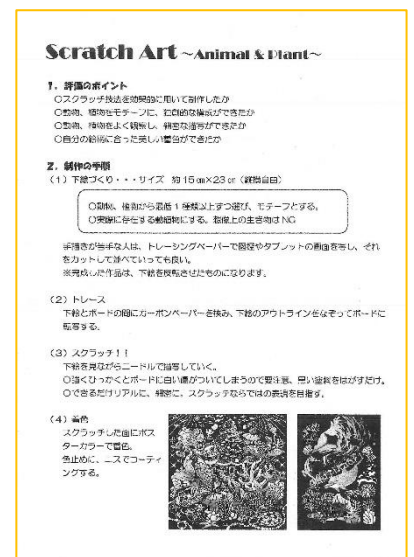 Scratch Art ~Animal & Plant~
1. 評価のポイント
○スクラッチ技法を効果的に用いて制作したか
○動物、植物をモチーフに、独創的な構成ができたか
○動物、植物をよく観察し、細密な描写ができたか
○自分の絵柄に合った美しい着色ができたか
2. 制作の手順
(1)下絵づくり・・・サイズ 約15㎝×23㎝(縦横自由)
○動物、植物から最低1種類以上ずつ選び、モチーフとする。
○実際に存在する動植物にする。想像上の生き物はNG
手描きが苦手な人は、トレーシングペーパーで図鑑やタブレットの画面を写し、それ
をカットして並べていっても良い。
※完成した作品は、下絵を反転させたものになります。
(2)トレース
下絵とボードの間にカーボンペーパーを挟み、下絵のアウトラインをなぞってボードに
転写する。
(3)スクラッチ!!
下絵を見ながらニードルで描写していく。
○強くひっかくとボードに白い傷がついてしまうので要注意、黒い塗料をはがすだけ。
○できるだけリアルに、細密に、スクラッチならではの表現を目指す。
(4)着色
スクラッチした面にポス
ターカラーで着色。
色止めに、ニスでコーティ
ングする。